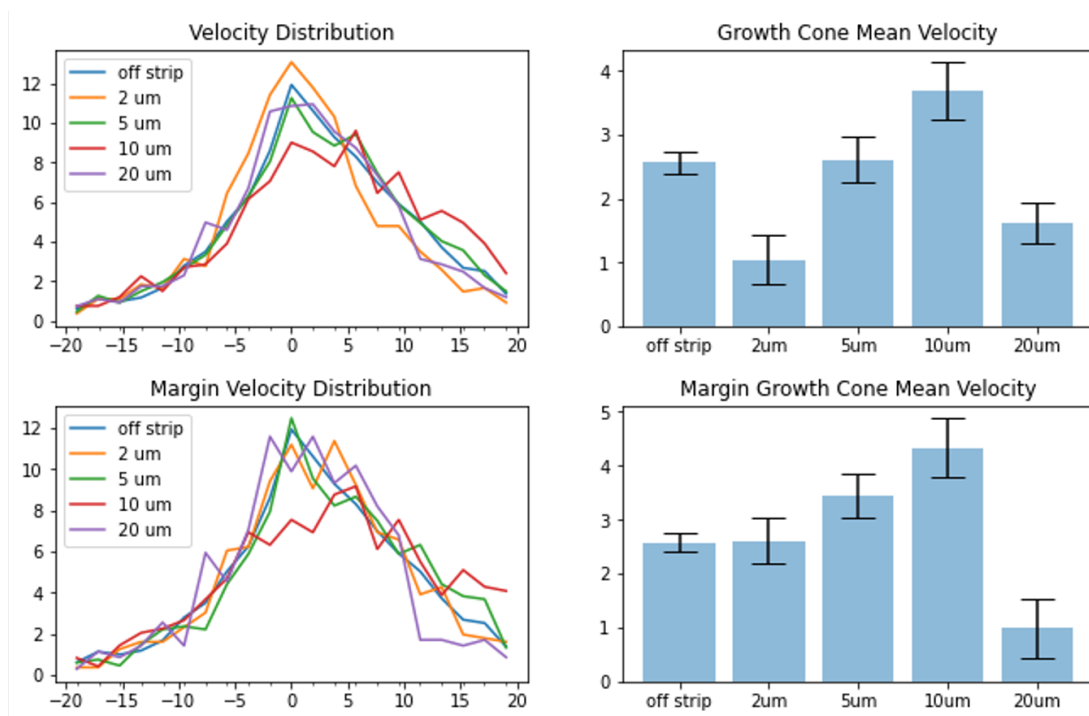 Velocity Distribution
12
10
8
6
4
2
0
off strip
2 um
5 um
10 um
20 um
−20 −15 −10 −5 0 5 10 15 20
Growth Cone Mean Velocity
4
3
2
1
0
off strip 2um 5um 10um 20um
Margin Velocity Distribution
12
10
8
6
4
2
0
off strip
2 um
5 um
10 um
20 um
−20 −15 −10 −5 0 5 10 15 20
Margin Growth Cone Mean Velocity
5
4
3
2
1
0
off strip 2um 5um 10um 20um